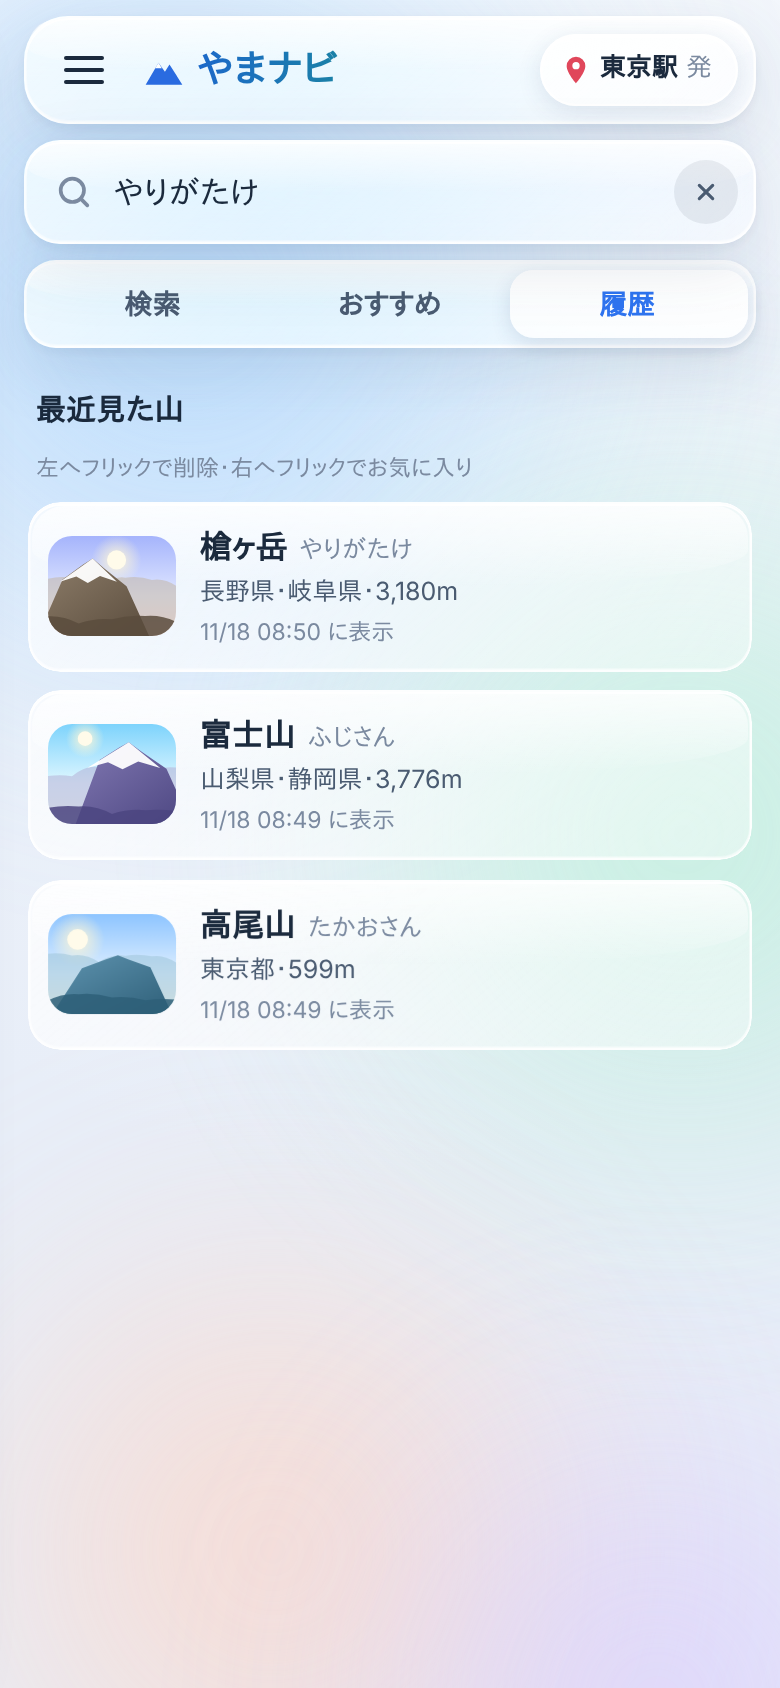 やまナビ
東京駅 発
やりがたけ
検索 おすすめ 履歴
最近見た山
左へフリックで削除・右へフリックでお気に入り
槍ヶ岳 やりがたけ
長野県・岐阜県・3,180m
11/18 08:50 に表示
富士山 ふじさん
山梨県・静岡県・3,776m
11/18 08:49 に表示
高尾山 たかおさん
東京都・599m
11/18 08:49 に表示